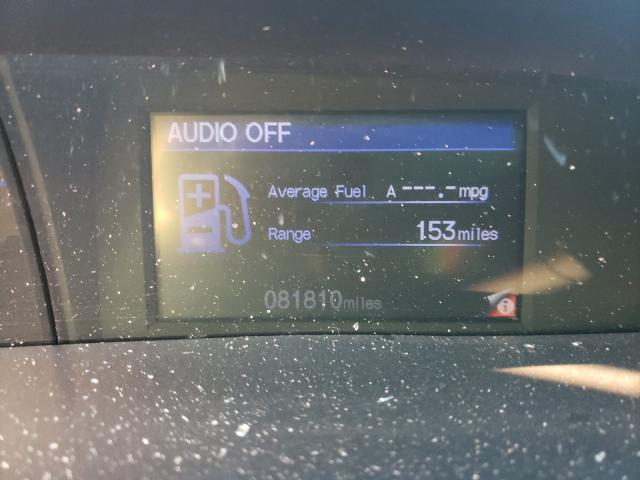 AUDIO OFF
Average Fuel A ---.- mpg
Range 153 miles
081810 miles